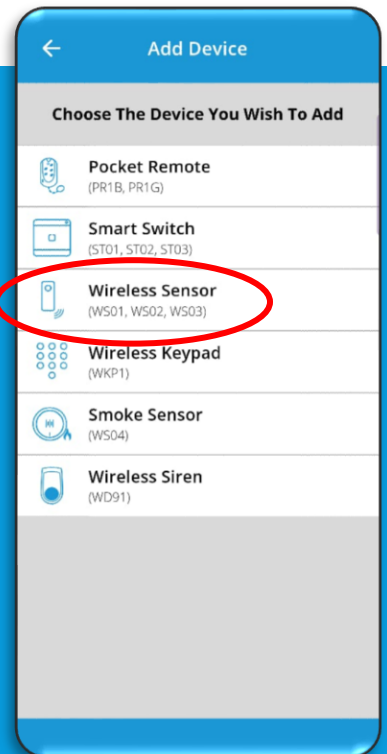 Add Device
Choose The Device You Wish To Add
Pocket Remote
(PR1B, PR1G)
Smart Switch
(ST01, ST02, ST03)
Wireless Sensor
(WS01, WS02, WS03)
Wireless Keypad
(WKP1)
Smoke Sensor
(WS04)
Wireless Siren
(WD91)